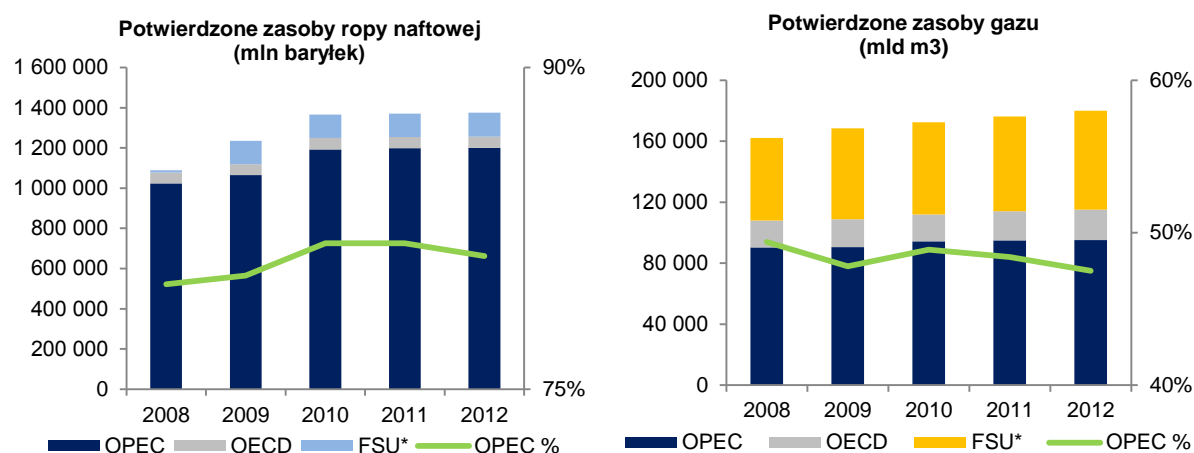 Potwierdzone zasoby ropy naftowej
(mln baryłek)
1 600 000
1 400 000
1 200 000
1 000 000
800 000
600 000
400 000
200 000
0
90%
75%
2008 2009 2010 2011 2012
OPEC OECD FSU* OPEC %
Potwierdzone zasoby gazu
(mld m3)
200 000
160 000
120 000
80 000
40 000
0
60%
50%
40%
2008 2009 2010 2011 2012
OPEC OECD FSU* OPEC %